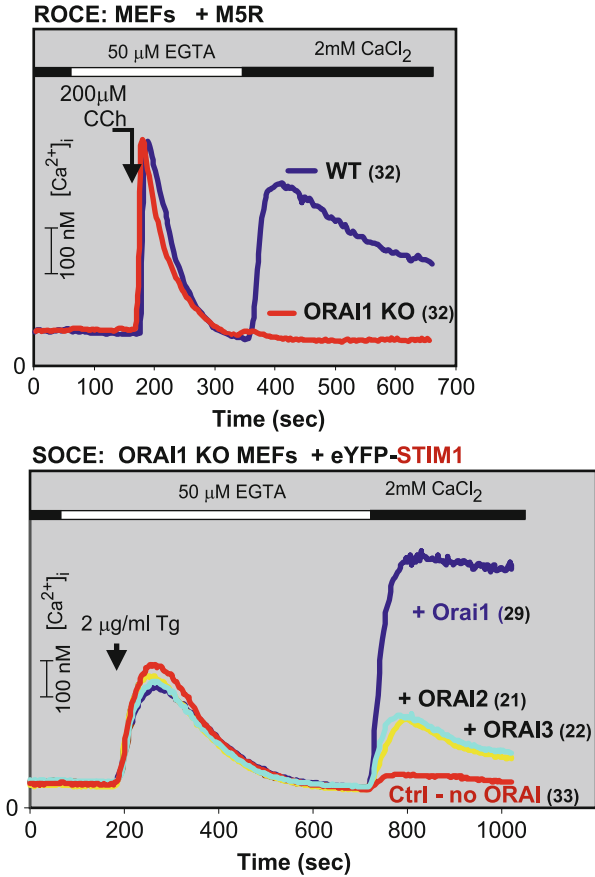 ROCE: MEFs + M5R
50 μM EGTA
2mM CaCl2
200μM
CCh
[Ca2+]i
100 nM
WT (32)
ORAI1 KO (32)
0
0 100 200 300 400 500 600 700
Time (sec)
SOCE: ORAI1 KO MEFs + eYFP-STIM1
50 μM EGTA
2mM CaCl2
[Ca2+]i
100 nM
2 μg/ml Tg
+ Orai1 (29)
+ ORAI2 (21)
+ ORAI3 (22)
Ctrl - no ORAI (33)
0
0 200 400 600 800 1000
Time (sec)